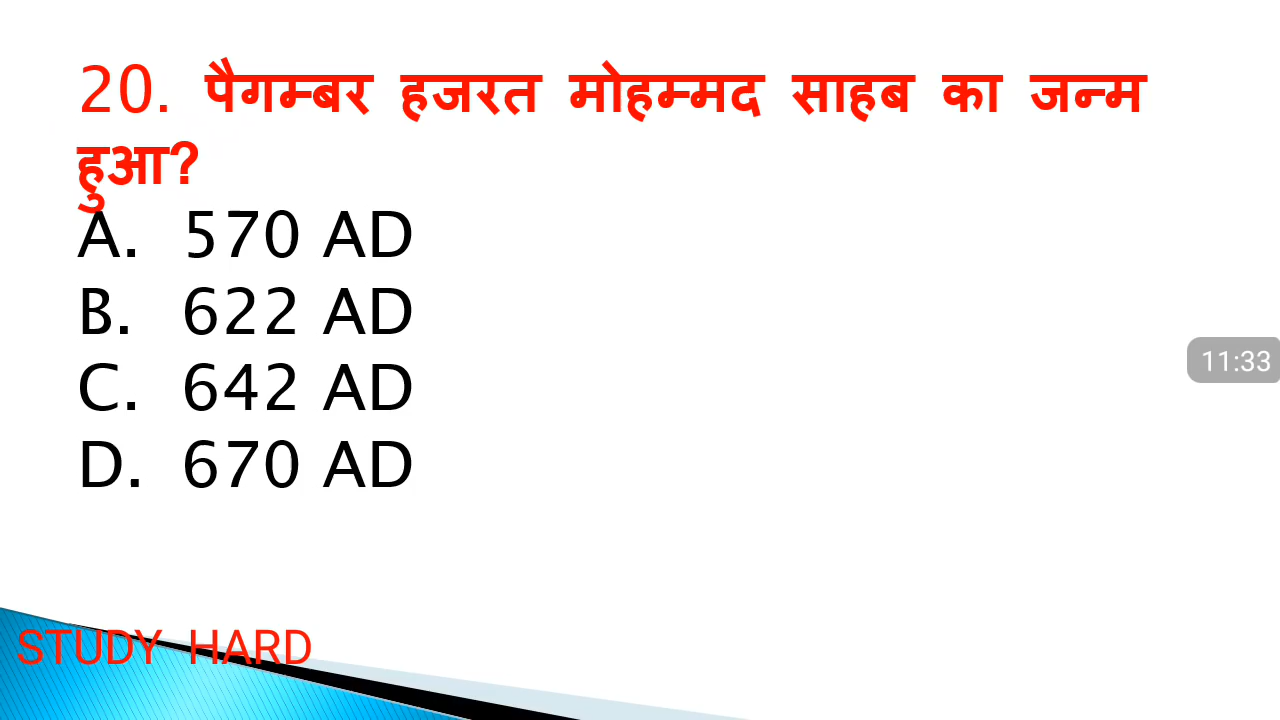 20. पैगम्बर हजरत मोहम्मद साहब का जन्म
हुआ?
A. 570 AD
B. 622 AD
C. 642 AD
D. 670 AD
11:33
STUDY HARD